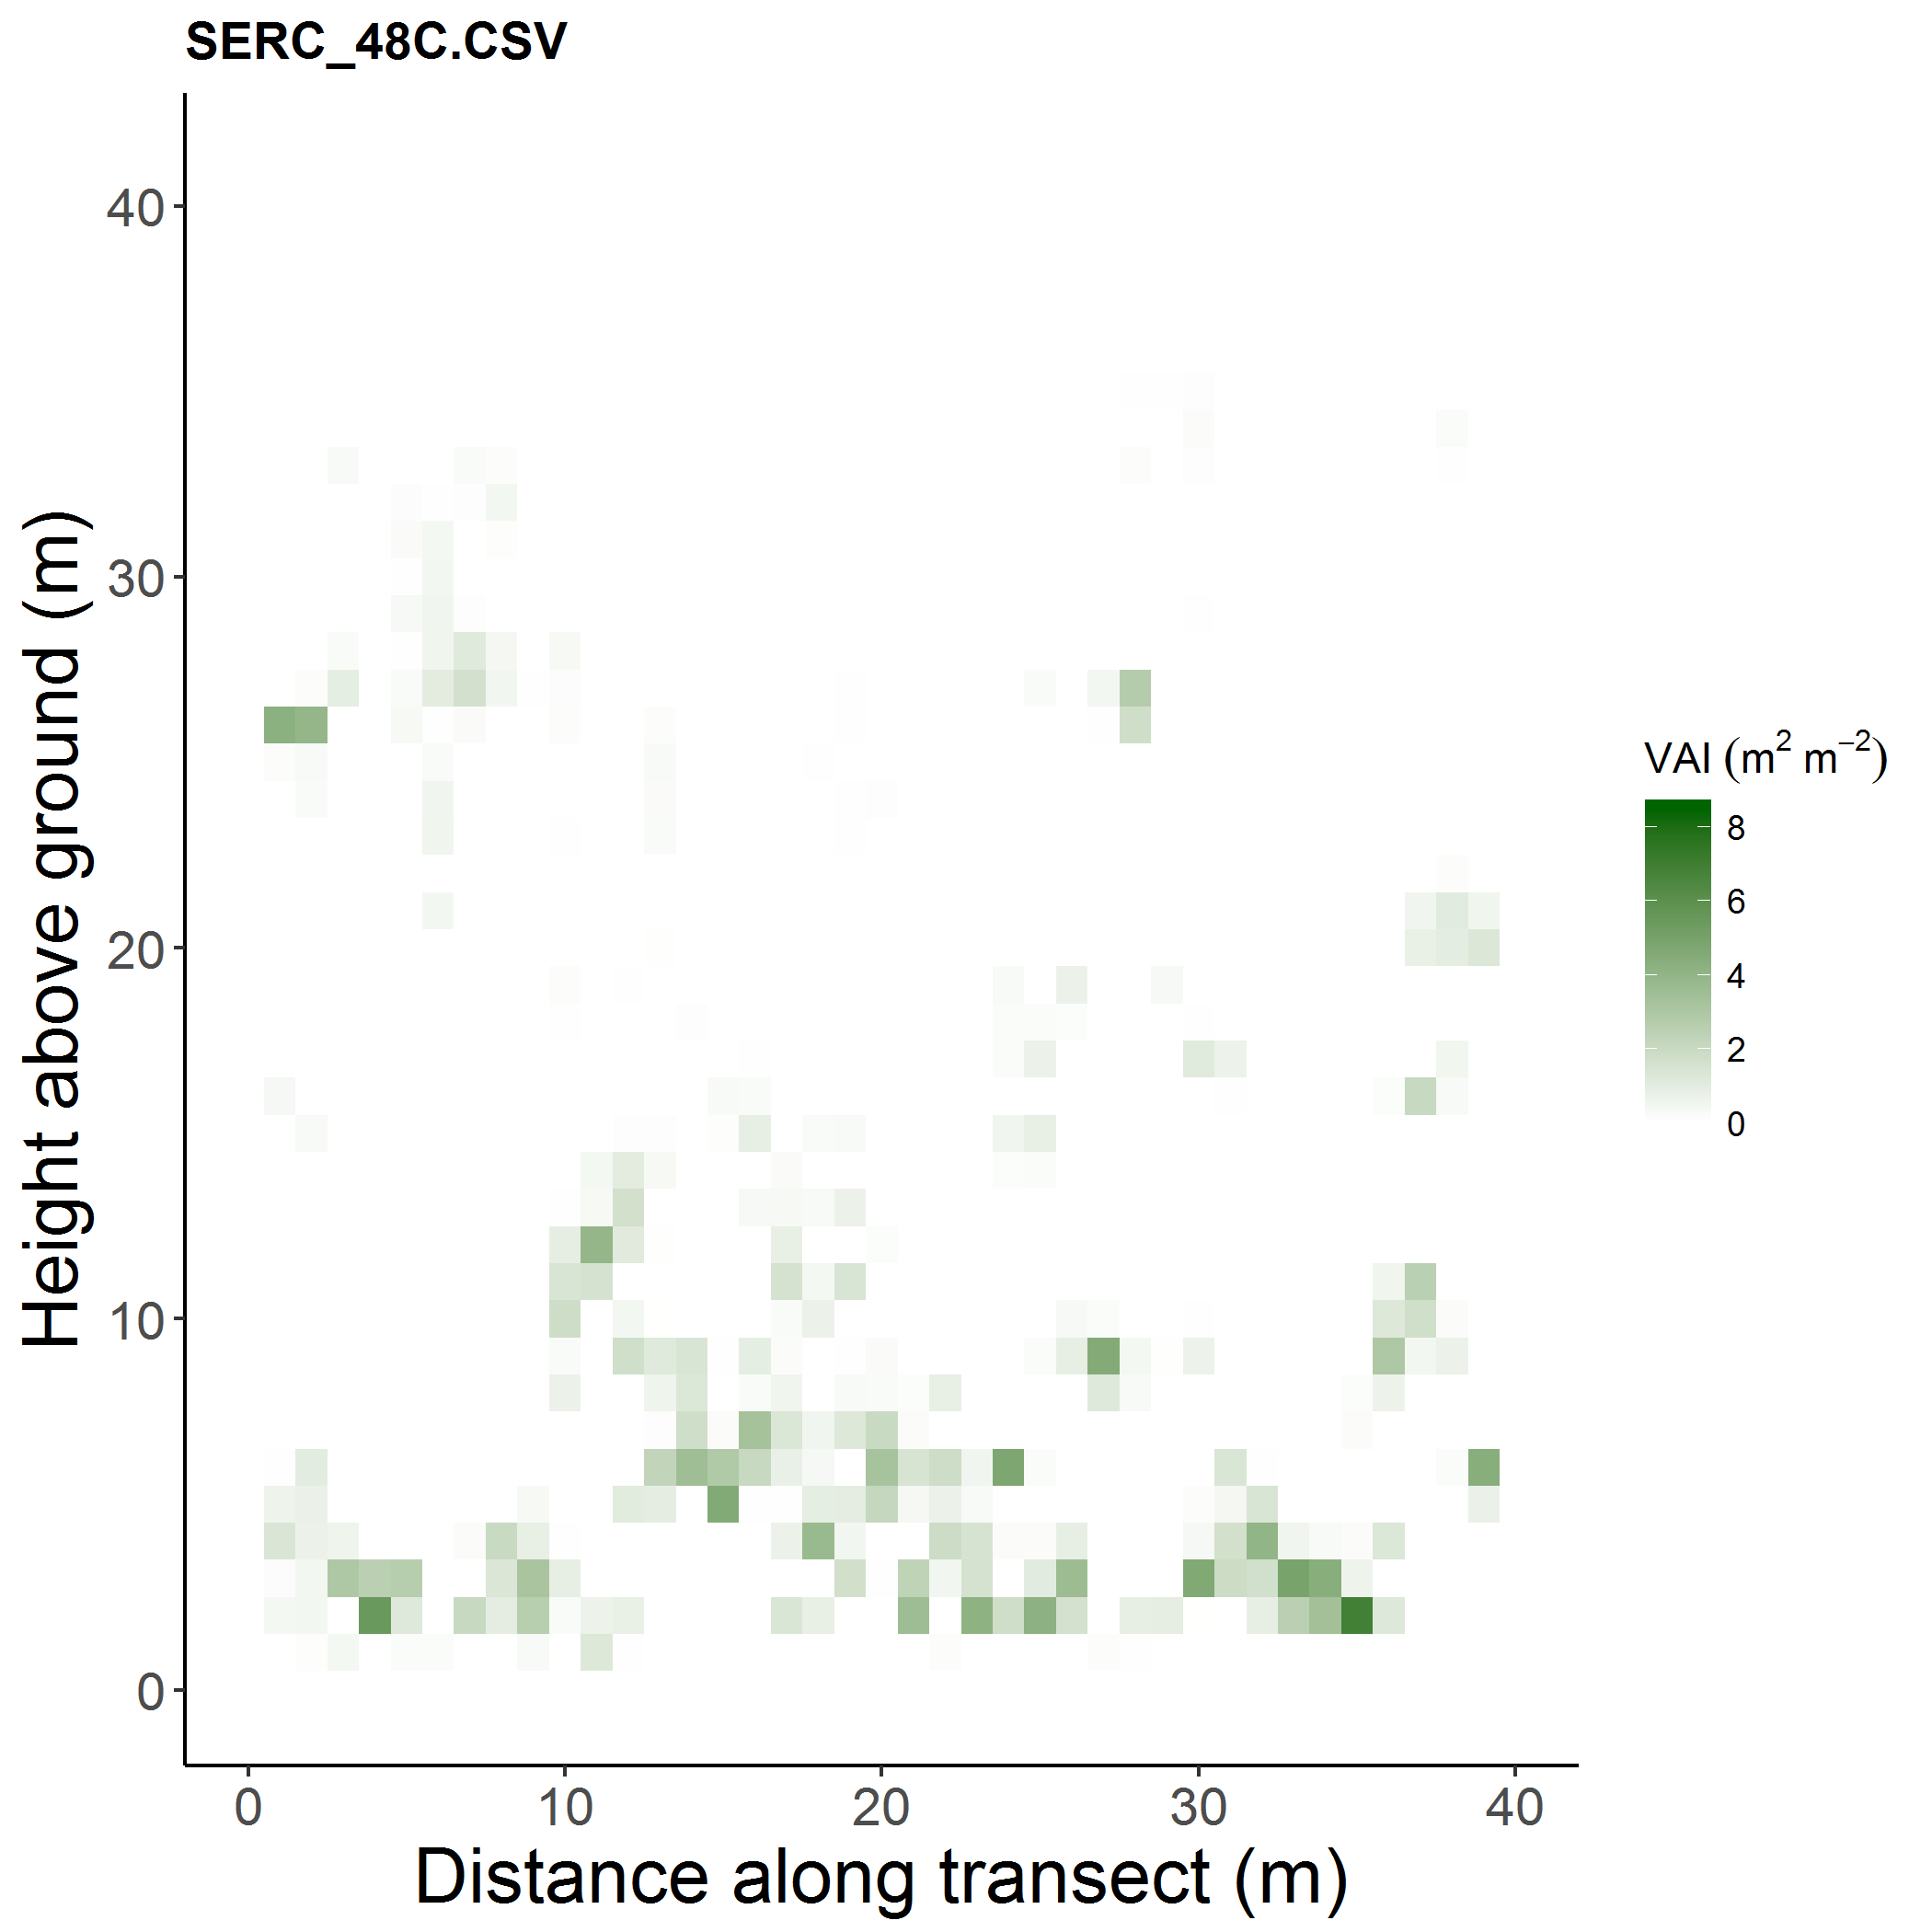 SERC_48C.CSV
40
30
20
10
0
Height above ground (m)
0 10 20 30 40
Distance along transect (m)
VAI (m² m⁻²)
8
6
4
2
0